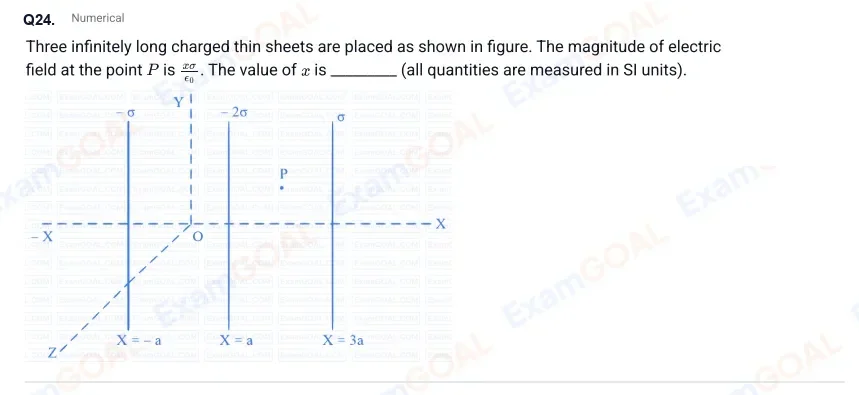 Q24. Numerical
Three infinitely long charged thin sheets are placed as shown in figure. The magnitude of electric
field at the point P is xσ/ϵ₀. The value of x is ________ (all quantities are measured in SI units).
Y
– σ
– 2σ
σ
P
– X
O
X
Z
X = – a
X = a
X = 3a
ExamGOAL